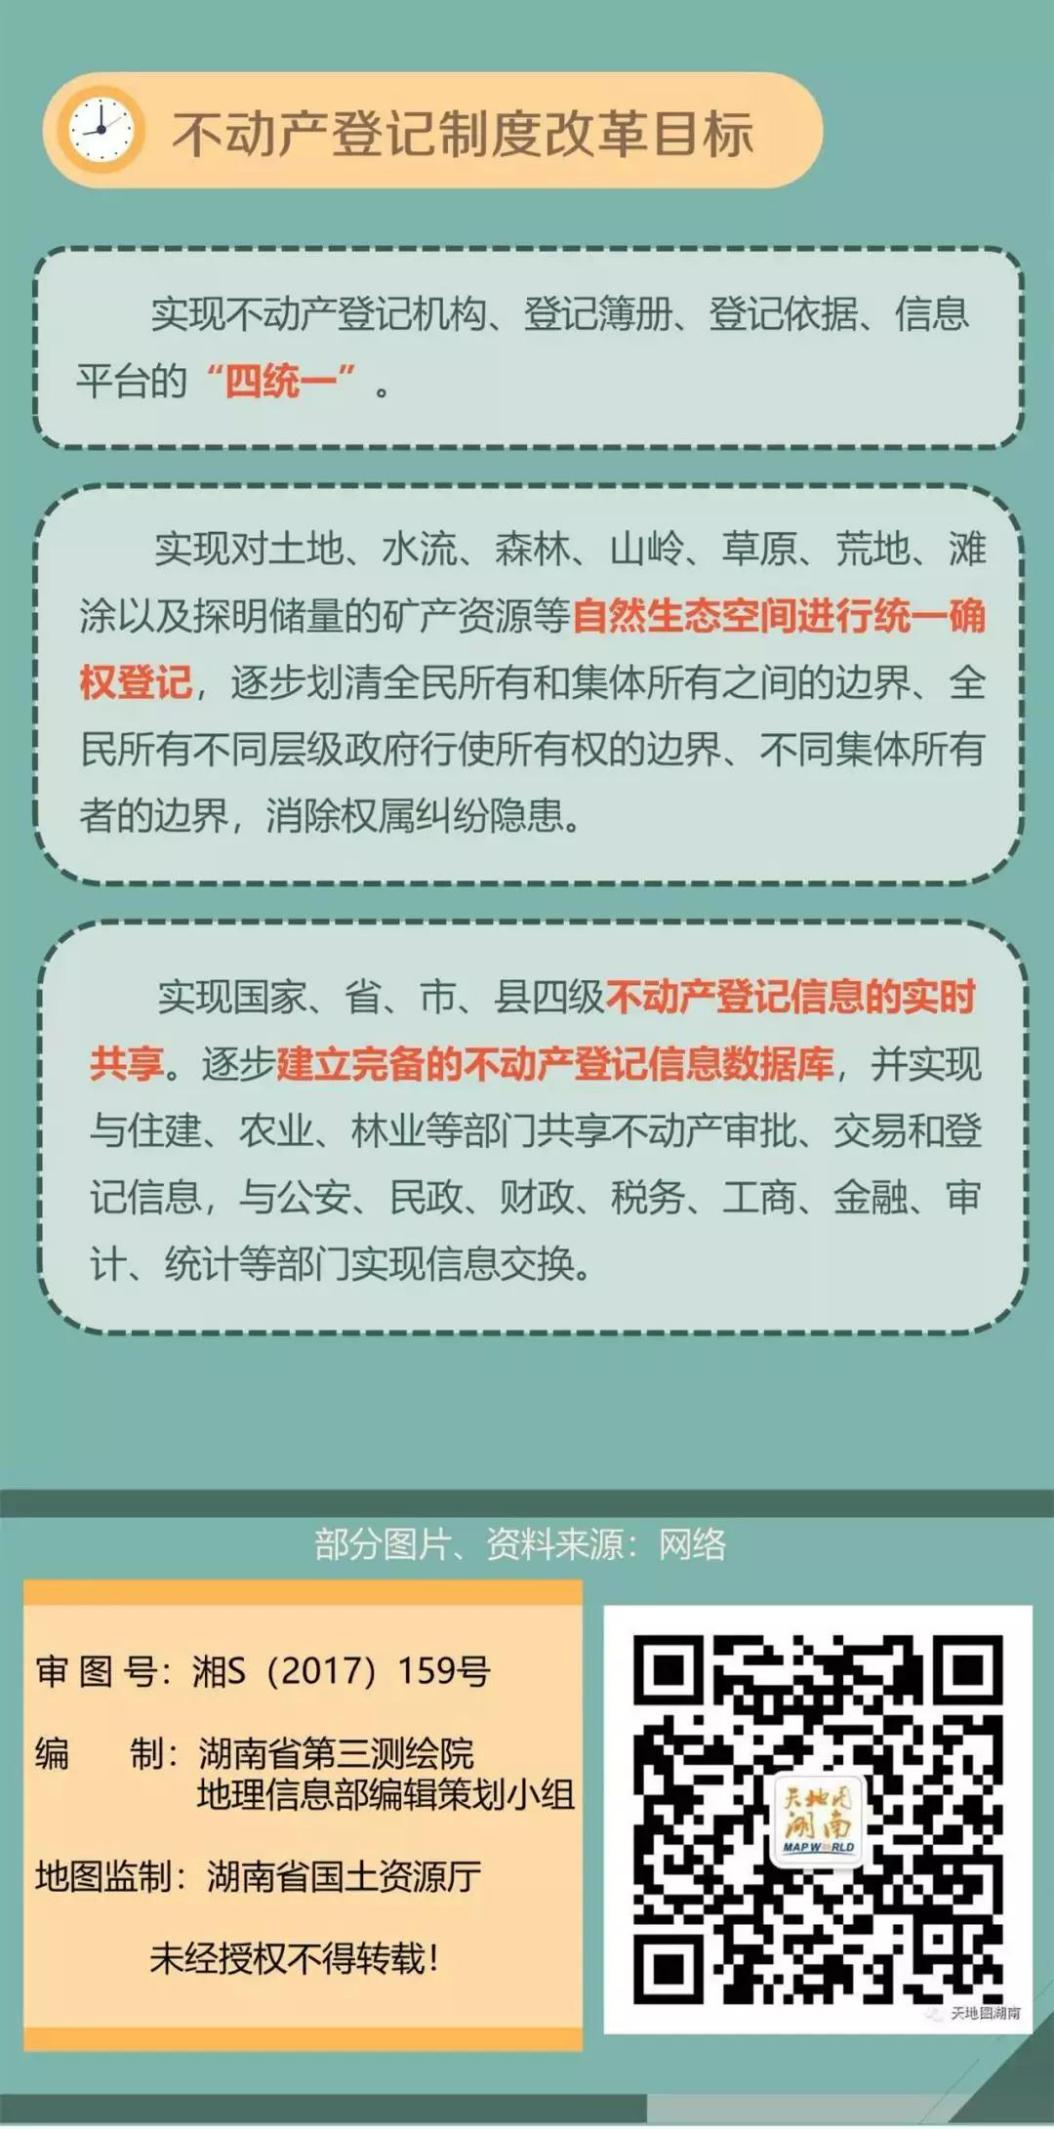 不动产登记制度改革目标
实现不动产登记机构、登记簿册、登记依据、信息
平台的“四统一”。
实现对土地、水流、森林、山岭、草原、荒地、滩
涂以及探明储量的矿产资源等自然生态空间进行统一确
权登记，逐步划清全民所有和集体所有之间的边界、全
民所有不同层级政府行使所有权的边界、不同集体所有
者的边界，消除权属纠纷隐患。
实现国家、省、市、县四级不动产登记信息的实时
共享。逐步建立完备的不动产登记信息数据库，并实现
与住建、农业、林业等部门共享不动产审批、交易和登
记信息，与公安、民政、财政、税务、工商、金融、审
计、统计等部门实现信息交换。
部分图片、资料来源：网络
审 图 号：湘S（2017）159号
编 制：湖南省第三测绘院
地理信息部编辑策划小组
地图监制：湖南省国土资源厅
未经授权不得转载！
天地图
湖南
MAP WORLD
天地图湖南